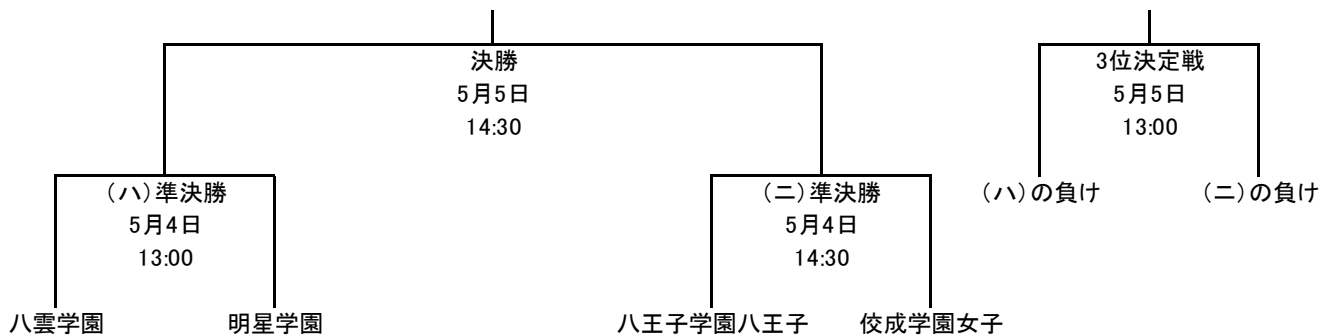 決勝
5月5日
14:30
3位決定戦
5月5日
13:00
(ハ)準決勝
5月4日
13:00
(ニ)準決勝
5月4日
14:30
(ハ)の負け
(ニ)の負け
八雲学園
明星学園
八王子学園八王子
佼成学園女子